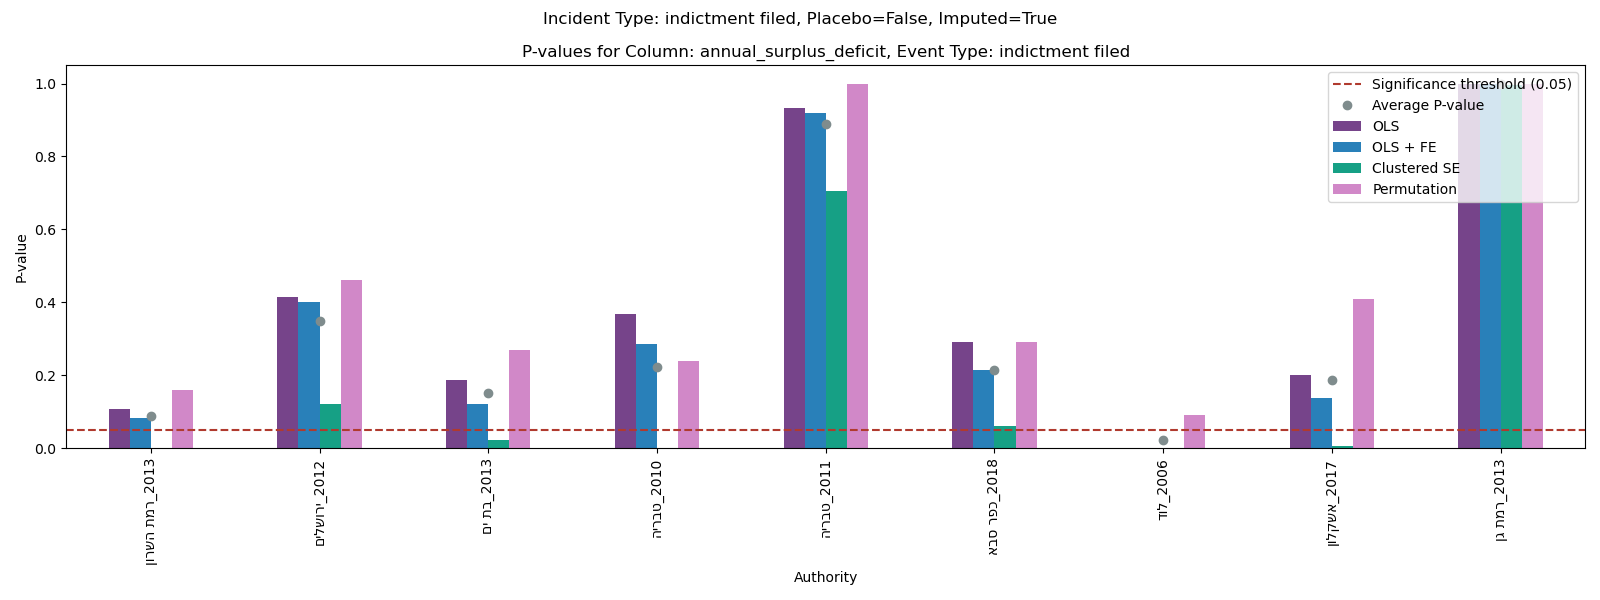 Incident Type: indictment filed, Placebo=False, Imputed=True
P-values for Column: annual_surplus_deficit, Event Type: indictment filed
Significance threshold (0.05)
Average P-value
OLS
OLS + FE
Clustered SE
Permutation
P-value
1.0
0.8
0.6
0.4
0.2
0.0
רמת השרון_2013
ירושלים_2012
בת ים_2013
טבריה_2010
טבריה_2011
כפר סבא_2018
לוד_2006
אשקלון_2017
רמת גן_2013
Authority